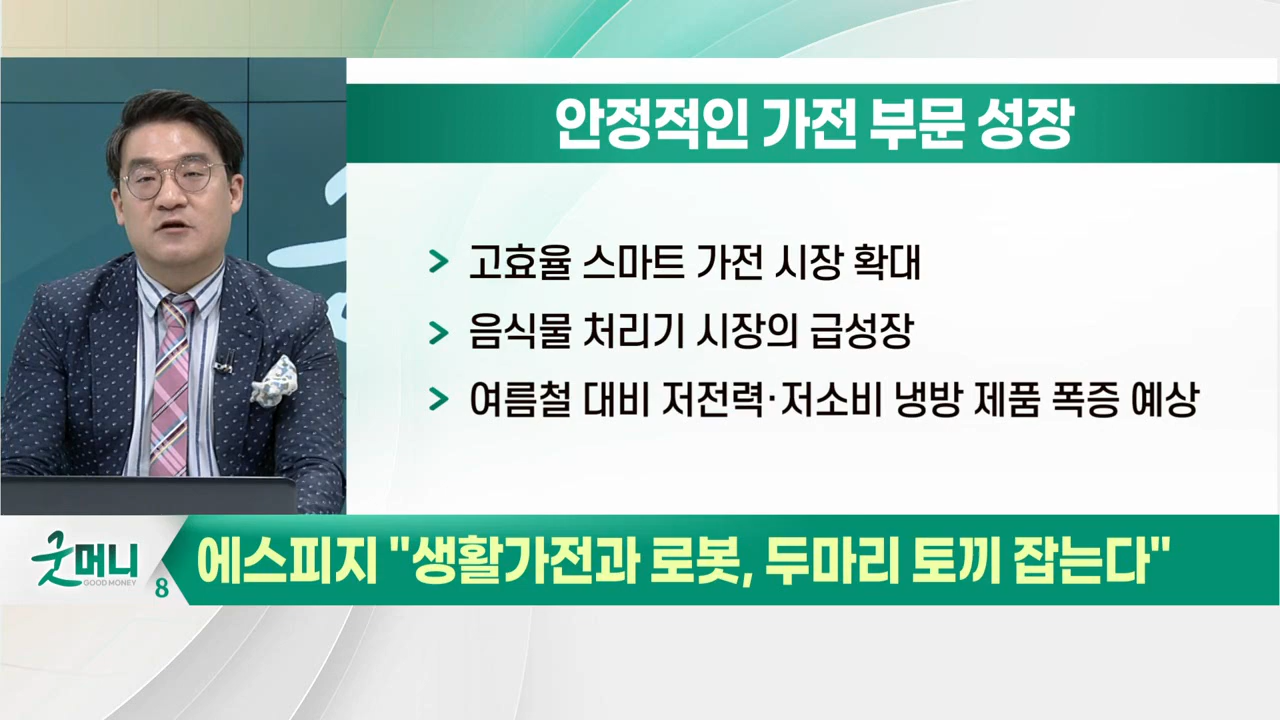 안정적인 가전 부문 성장
고효율 스마트 가전 시장 확대
음식물 처리기 시장의 급성장
여름철 대비 저전력·저소비 냉방 제품 폭증 예상
굿머니
GOOD MONEY
8
에스피지 "생활가전과 로봇, 두마리 토끼 잡는다"